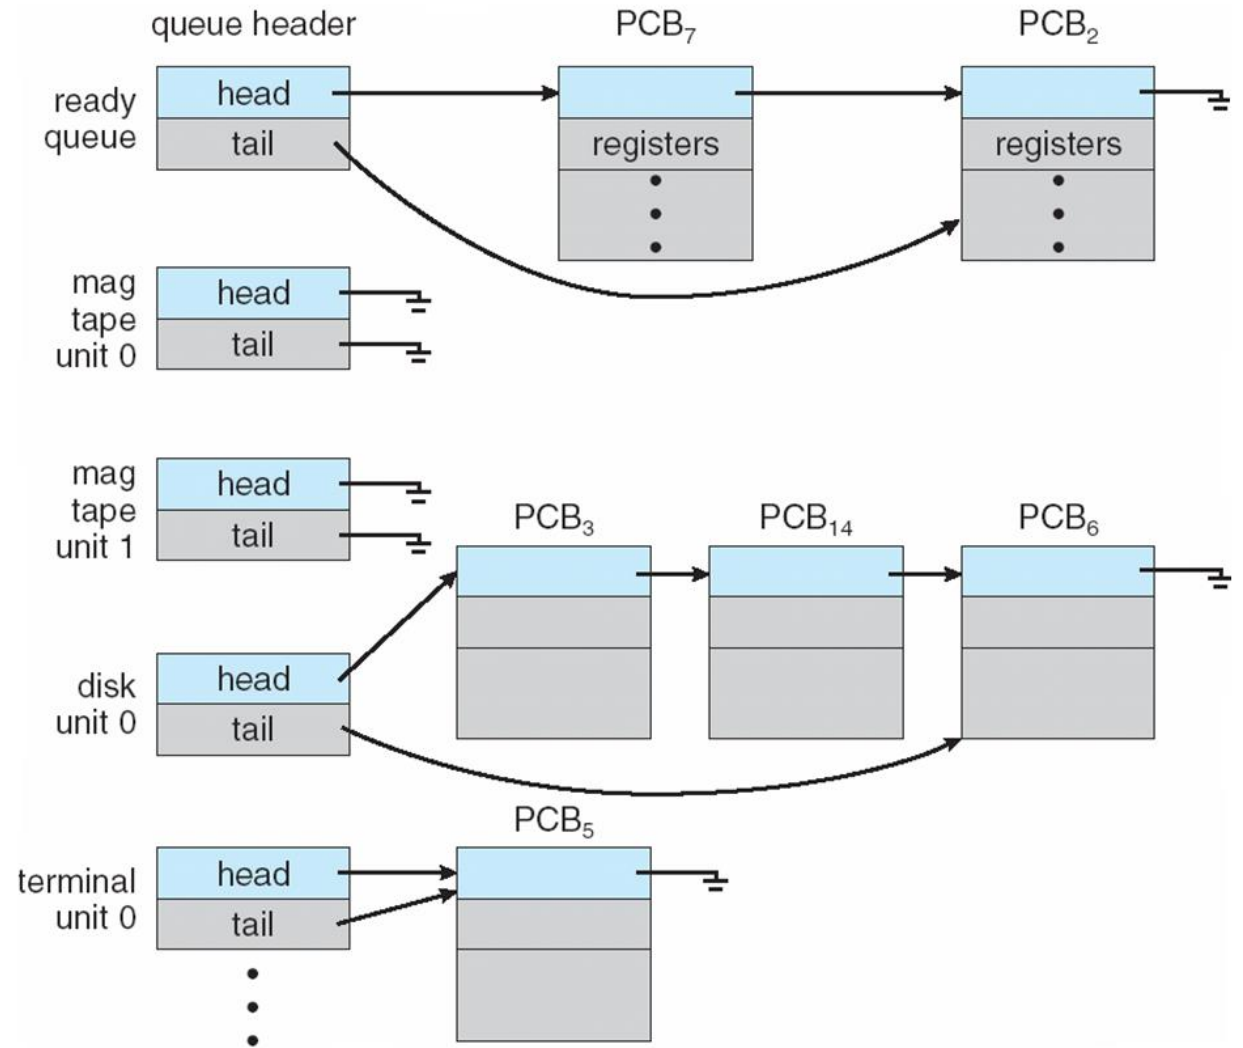 queue header
PCB7
PCB2
ready
queue
head
tail
registers
registers
mag
tape
unit 0
head
tail
mag
tape
unit 1
head
tail
PCB3
PCB14
PCB6
disk
unit 0
head
tail
PCB5
terminal
unit 0
head
tail